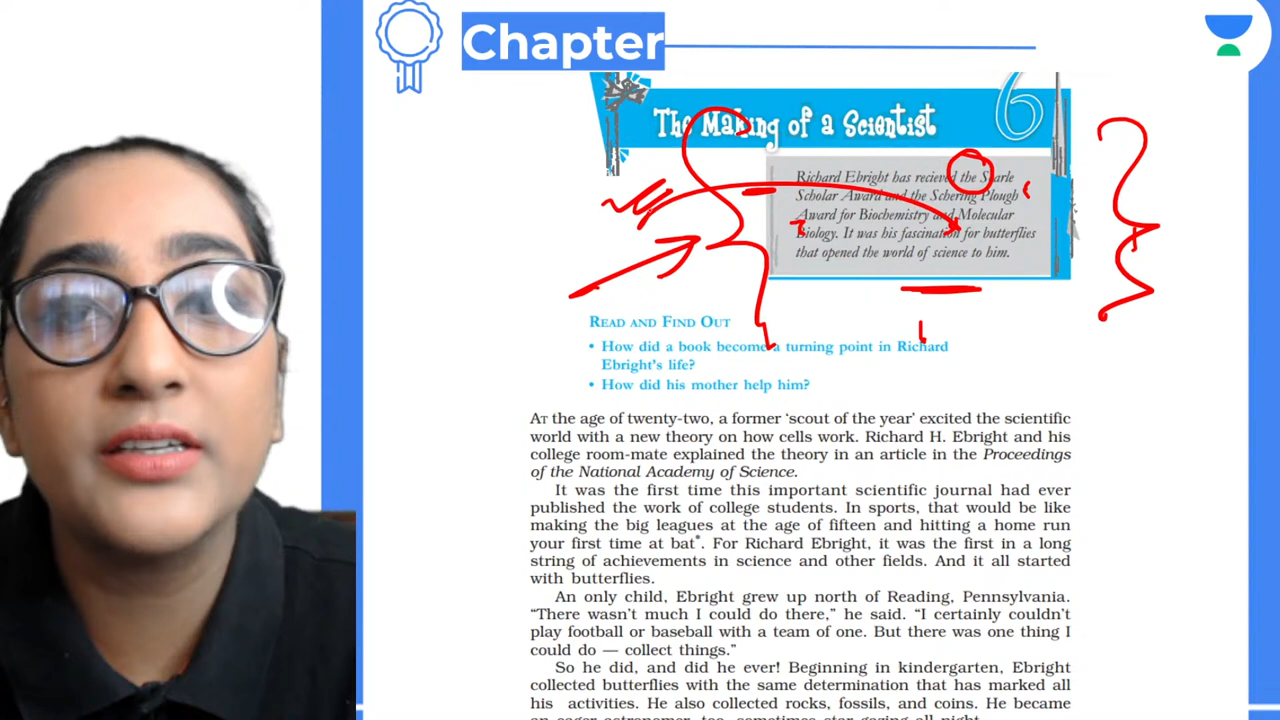 Chapter
6
The Making of a Scientist
Richard Ebright has recieved the Searle
Scholar Award and the Schering Plough
Award for Biochemistry and Molecular
Biology. It was his fascination for butterflies
that opened the world of science to him.
READ AND FIND OUT
• How did a book become a turning point in Richard
Ebright's life?
• How did his mother help him?
AT the age of twenty-two, a former 'scout of the year' excited the scientific
world with a new theory on how cells work. Richard H. Ebright and his
college room-mate explained the theory in an article in the Proceedings
of the National Academy of Science.
It was the first time this important scientific journal had ever
published the work of college students. In sports, that would be like
making the big leagues at the age of fifteen and hitting a home run
your first time at bat*. For Richard Ebright, it was the first in a long
string of achievements in science and other fields. And it all started
with butterflies.
An only child, Ebright grew up north of Reading, Pennsylvania.
“There wasn't much I could do there,” he said. “I certainly couldn't
play football or baseball with a team of one. But there was one thing I
could do — collect things.”
So he did, and did he ever! Beginning in kindergarten, Ebright
collected butterflies with the same determination that has marked all
his activities. He also collected rocks, fossils, and coins. He became
an eager astronomer, too, sometimes star-gazing all night.